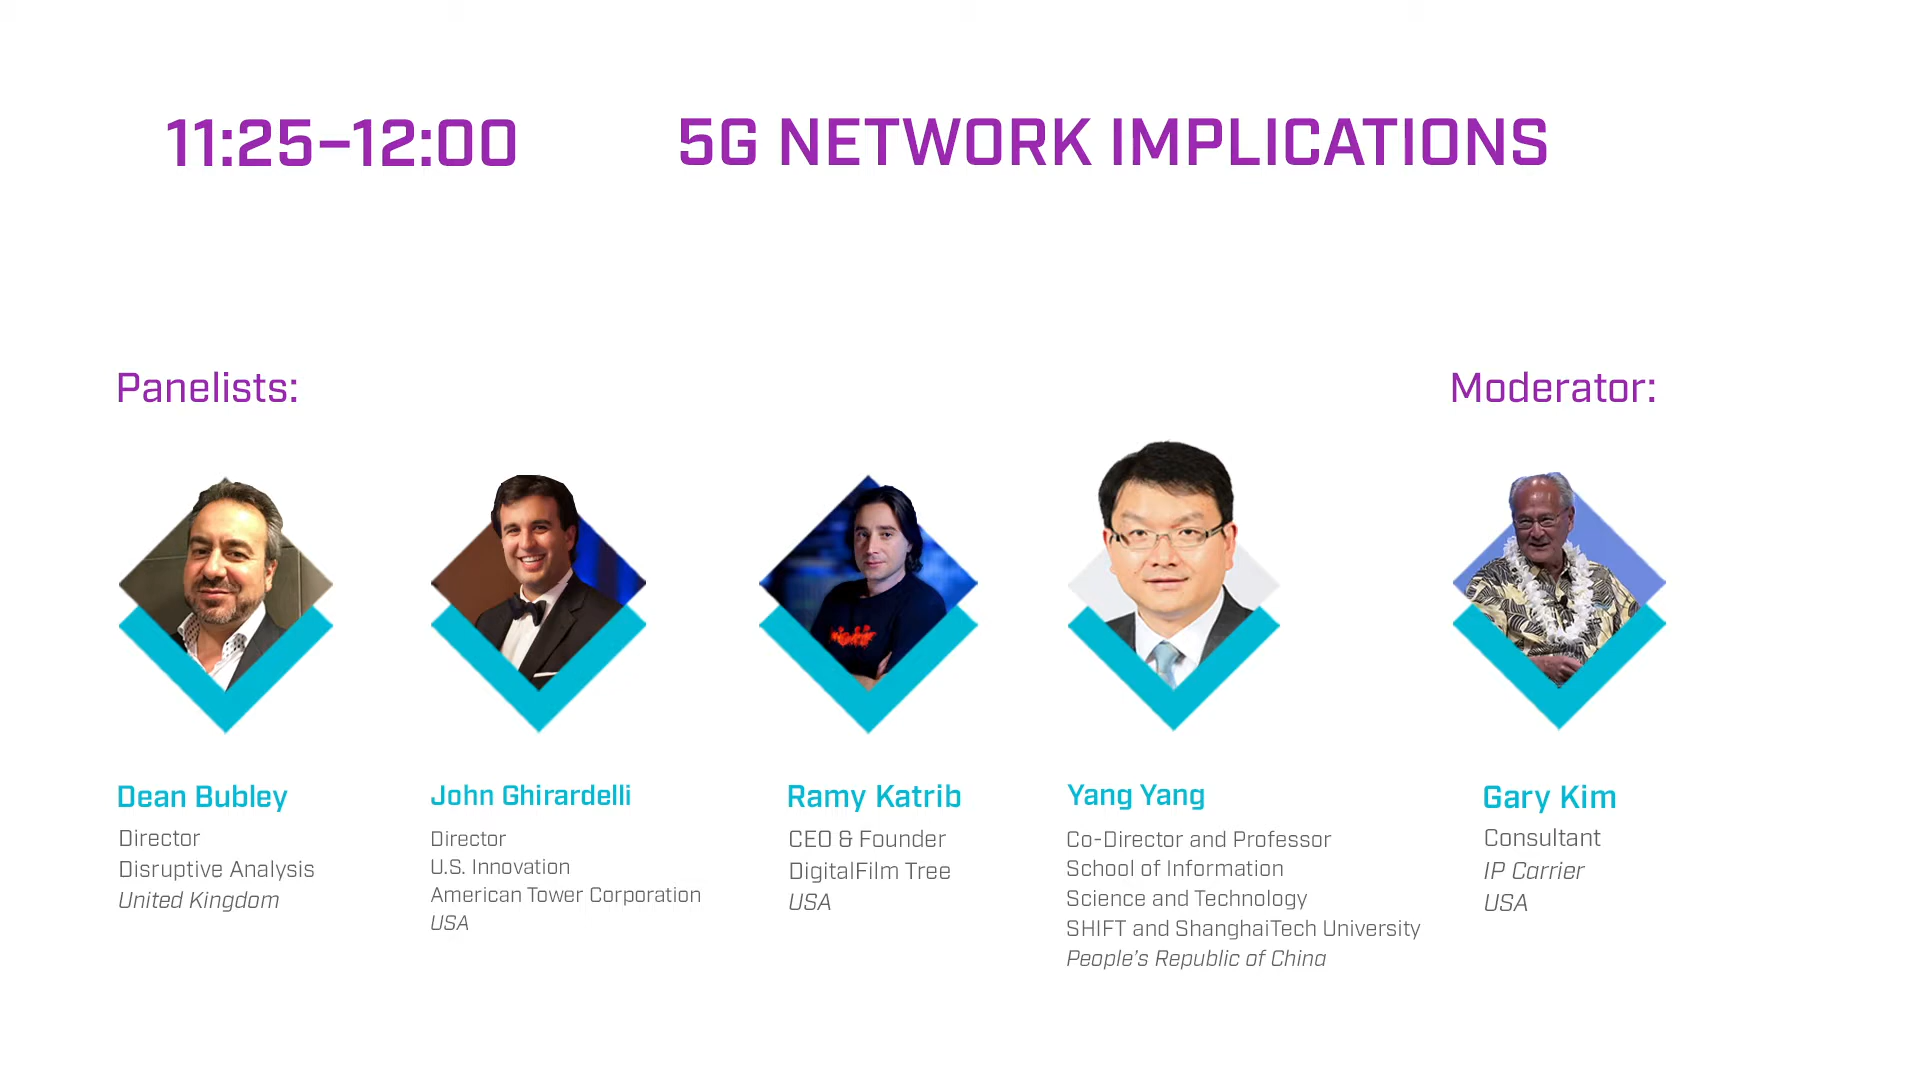 11:25–12:00
5G NETWORK IMPLICATIONS
Panelists:
Moderator:
Dean Bubley
Director
Disruptive Analysis
United Kingdom
John Ghirardelli
Director
U.S. Innovation
American Tower Corporation
USA
Ramy Katrib
CEO & Founder
DigitalFilm Tree
USA
Yang Yang
Co-Director and Professor
School of Information
Science and Technology
SHIFT and ShanghaiTech University
People's Republic of China
Gary Kim
Consultant
IP Carrier
USA